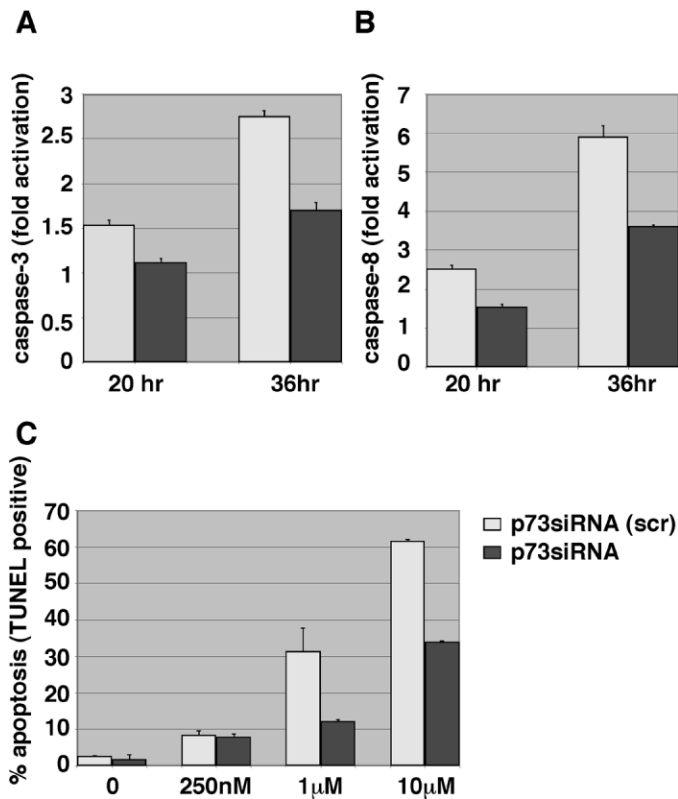 A
caspase-3 (fold activation)
3
2.5
2
1.5
1
0.5
0
20 hr
36hr
B
caspase-8 (fold activation)
7
6
5
4
3
2
1
0
20 hr
36hr
C
% apoptosis (TUNEL positive)
70
60
50
40
30
20
10
0
0
250nM
1μM
10μM
p73siRNA (scr)
p73siRNA